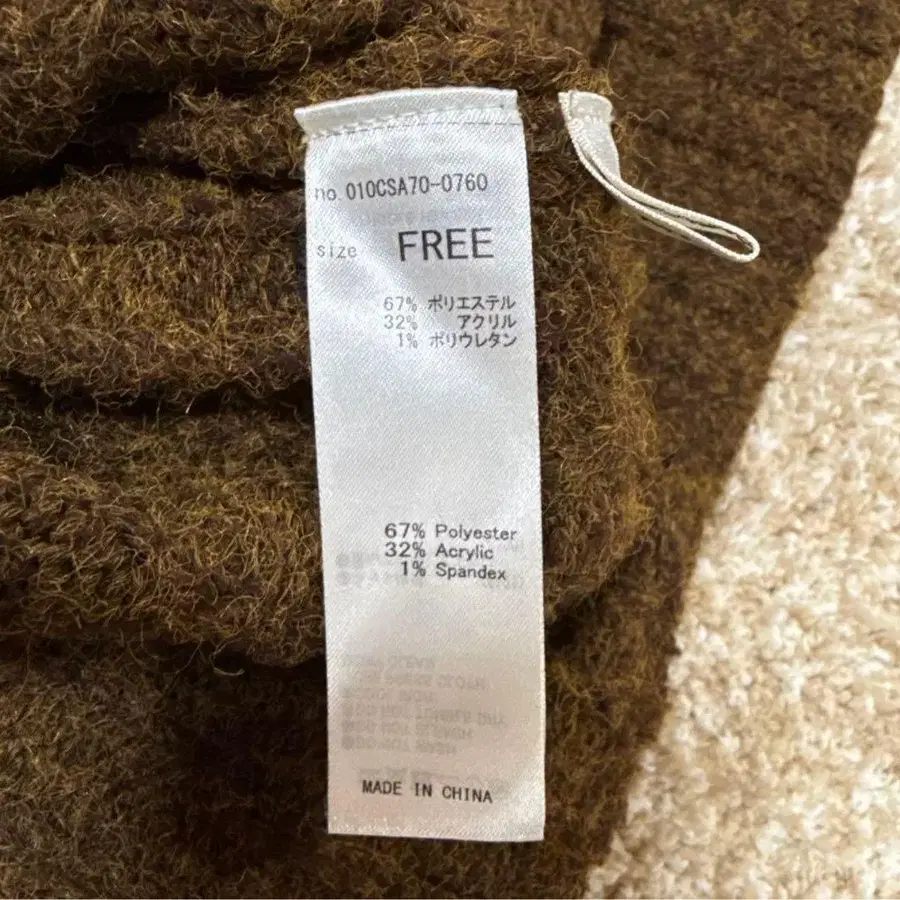 no. 010CSA70-0760
size FREE
67% ポリエステル
32% アクリル
1% ポリウレタン
67% Polyester
32% Acrylic
1% Spandex
MADE IN CHINA